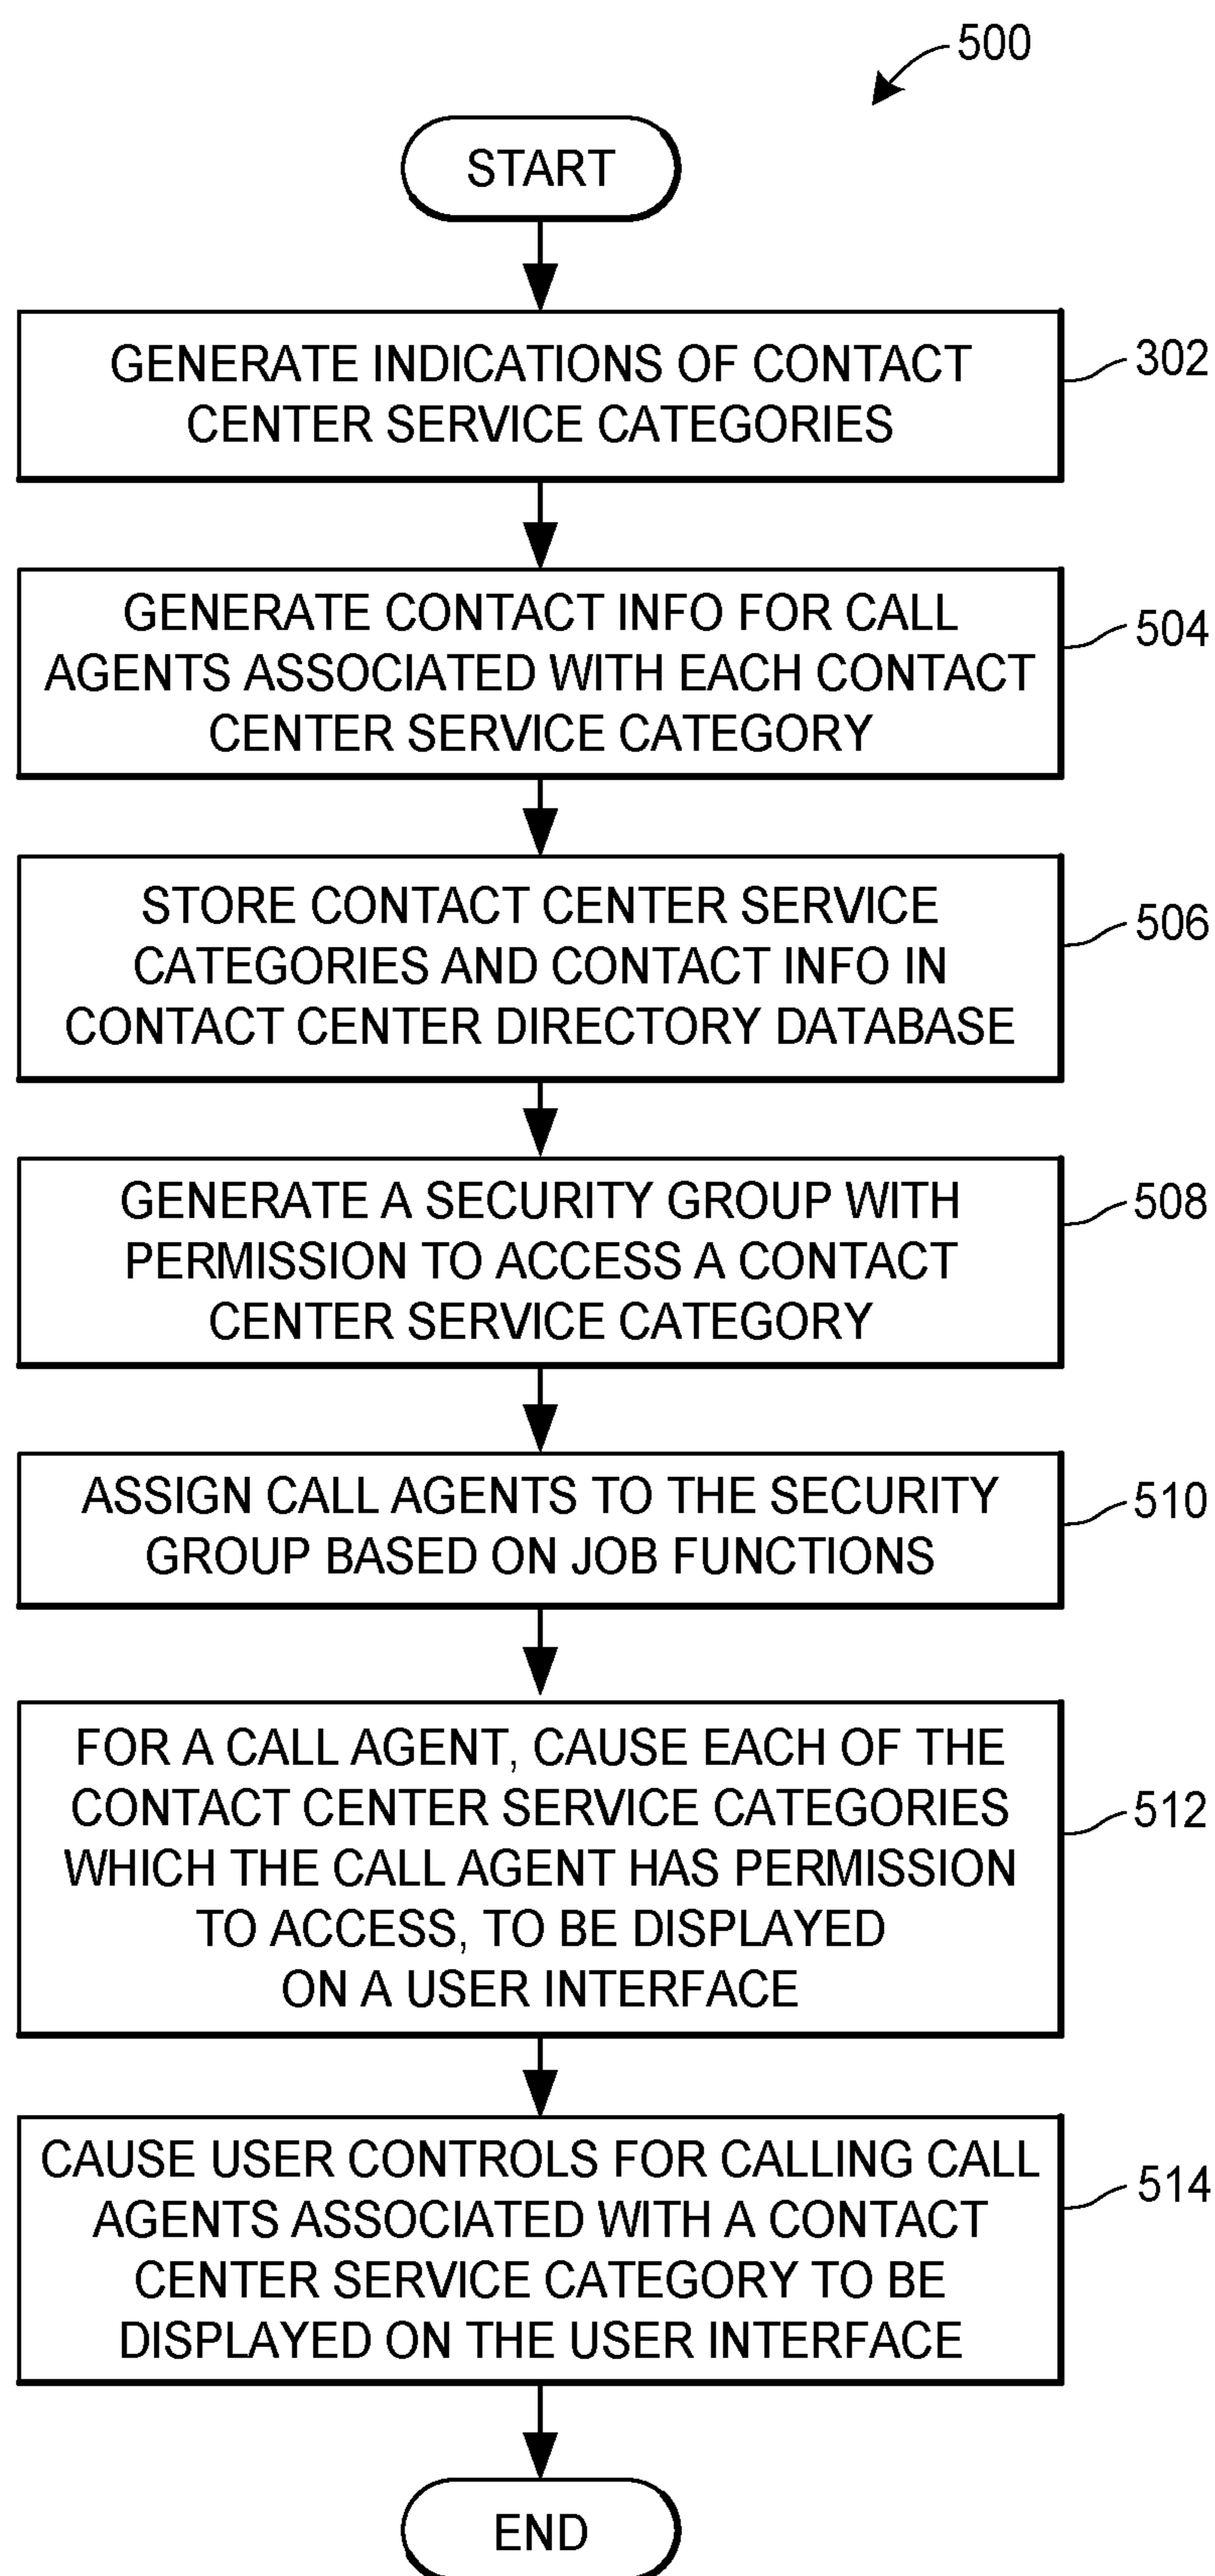 500
START
GENERATE INDICATIONS OF CONTACT
CENTER SERVICE CATEGORIES
302
GENERATE CONTACT INFO FOR CALL
AGENTS ASSOCIATED WITH EACH CONTACT
CENTER SERVICE CATEGORY
504
STORE CONTACT CENTER SERVICE
CATEGORIES AND CONTACT INFO IN
CONTACT CENTER DIRECTORY DATABASE
506
GENERATE A SECURITY GROUP WITH
PERMISSION TO ACCESS A CONTACT
CENTER SERVICE CATEGORY
508
ASSIGN CALL AGENTS TO THE SECURITY
GROUP BASED ON JOB FUNCTIONS
510
FOR A CALL AGENT, CAUSE EACH OF THE
CONTACT CENTER SERVICE CATEGORIES
WHICH THE CALL AGENT HAS PERMISSION
TO ACCESS, TO BE DISPLAYED
ON A USER INTERFACE
512
CAUSE USER CONTROLS FOR CALLING CALL
AGENTS ASSOCIATED WITH A CONTACT
CENTER SERVICE CATEGORY TO BE
DISPLAYED ON THE USER INTERFACE
514
END